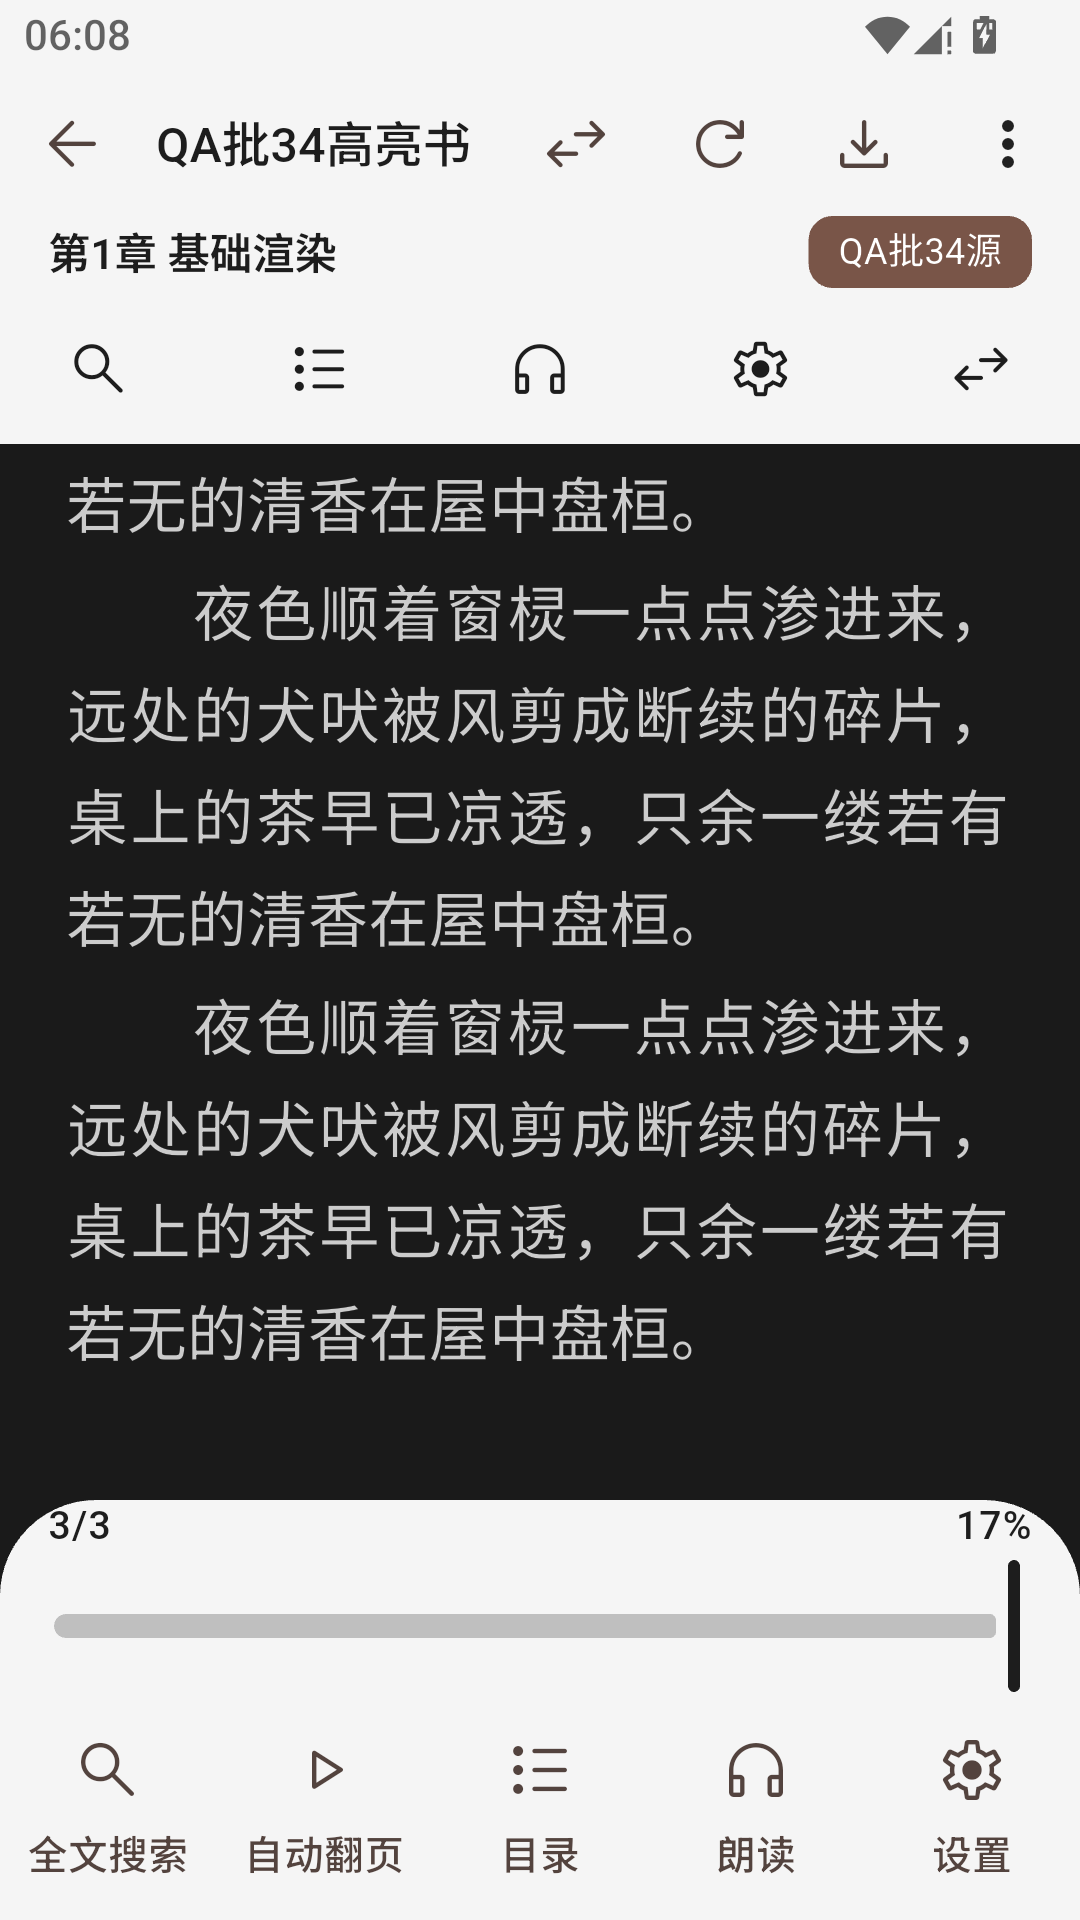 06:08
QA批34高亮书
第1章 基础渲染
QA批34源
若无的清香在屋中盘桓。
夜色顺着窗棂一点点渗进来，
远处的犬吠被风剪成断续的碎片，
桌上的茶早已凉透，只余一缕若有
若无的清香在屋中盘桓。
夜色顺着窗棂一点点渗进来，
远处的犬吠被风剪成断续的碎片，
桌上的茶早已凉透，只余一缕若有
若无的清香在屋中盘桓。
3/3
17%
全文搜索
自动翻页
目录
朗读
设置